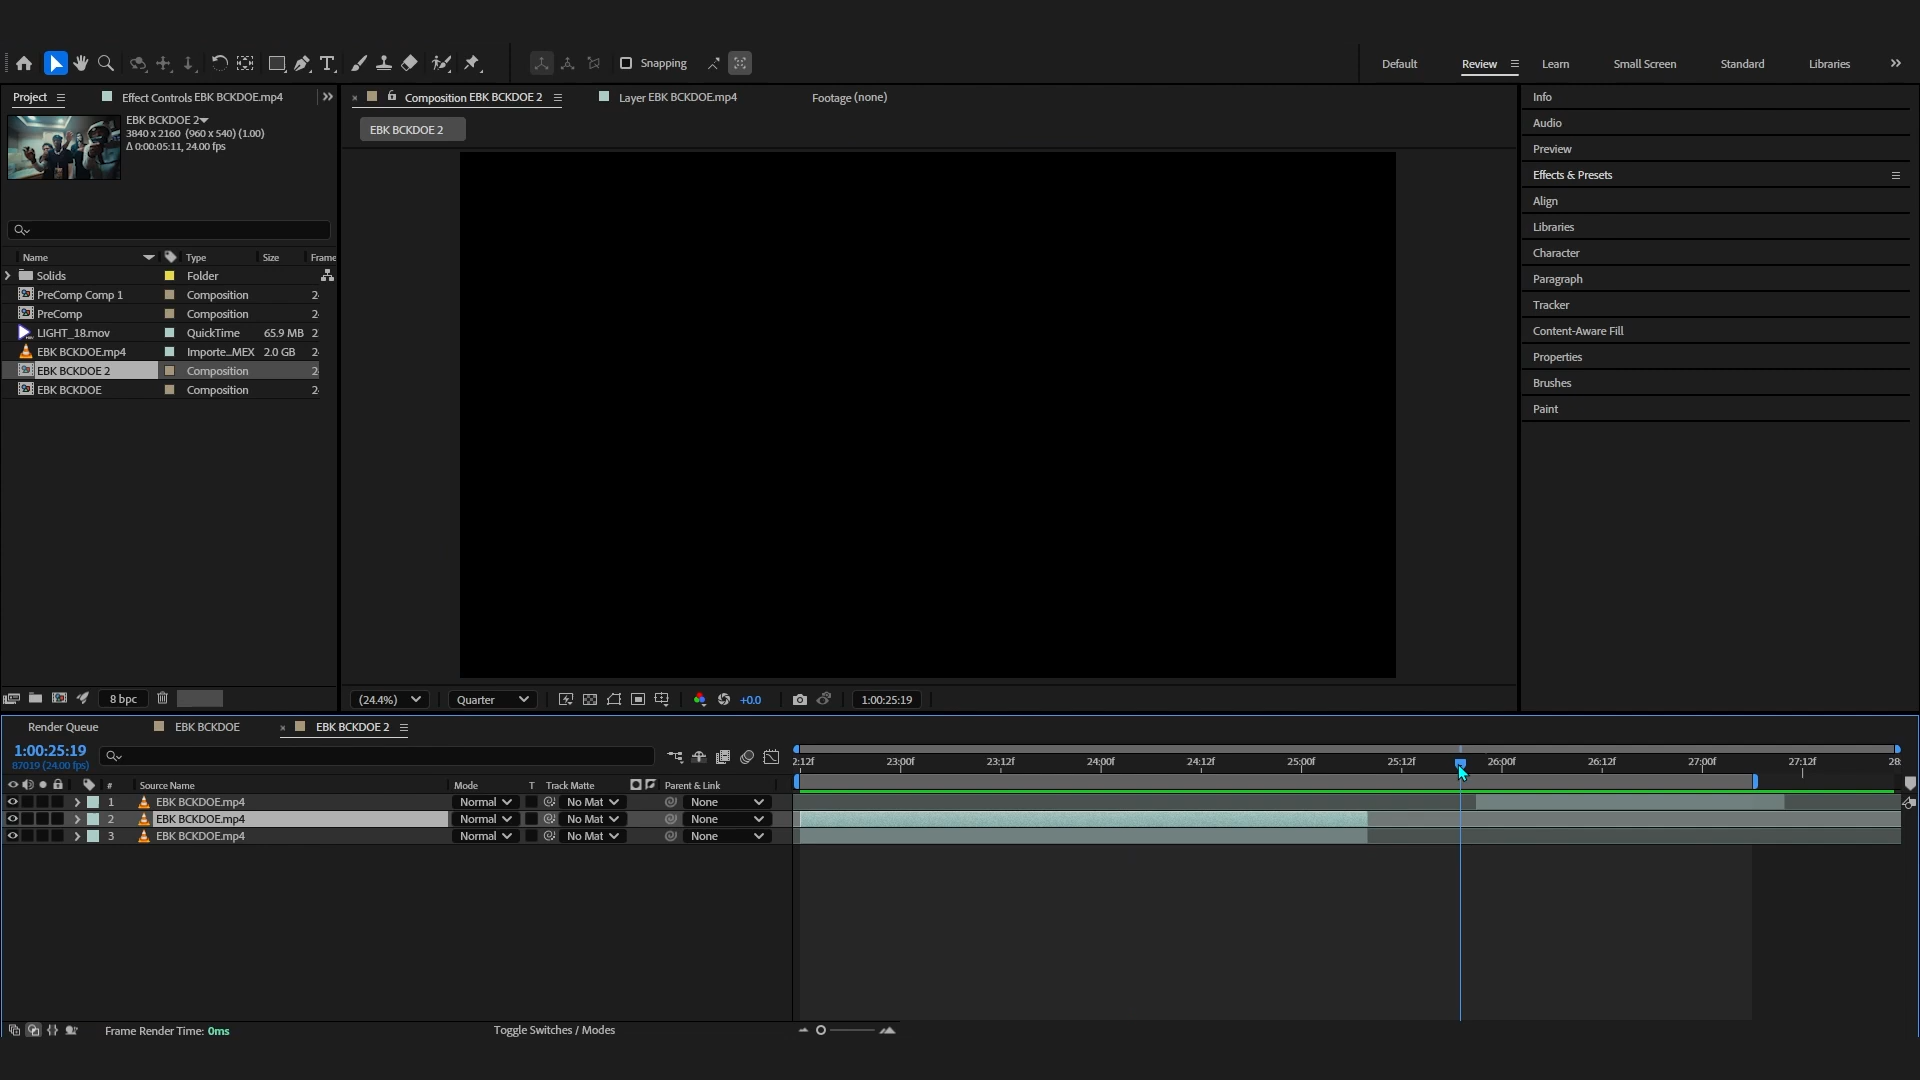 Snapping
Default
Review
Learn
Small Screen
Standard
Libraries
Project
Effect Controls EBK BCKDOE.mp4
Composition EBK BCKDOE 2
Layer EBK BCKDOE.mp4
Footage (none)
EBK BCKDOE 2
3840 x 2160 (960 x 540) (1.00)
Δ 0:00:05:11, 24.00 fps
EBK BCKDOE 2
Name
Type
Size
Frame
Solids
Folder
PreComp Comp 1
Composition
2
PreComp
Composition
2
LIGHT_18.mov
QuickTime
65.9 MB
2
EBK BCKDOE.mp4
Importe...MEX
2.0 GB
2
EBK BCKDOE 2
Composition
2
EBK BCKDOE
Composition
2
Info
Audio
Preview
Effects & Presets
Align
Libraries
Character
Paragraph
Tracker
Content-Aware Fill
Properties
Brushes
Paint
8 bpc
(24.4%)
Quarter
+0.0
1:00:25:19
Render Queue
EBK BCKDOE
EBK BCKDOE 2
1:00:25:19
87019 (24.00 fps)
#
Source Name
Mode
T
Track Matte
Parent & Link
2:12f
23:00f
23:12f
24:00f
24:12f
25:00f
25:12f
26:00f
26:12f
27:00f
27:12f
28:
1
EBK BCKDOE.mp4
Normal
No Mat
None
2
EBK BCKDOE.mp4
Normal
No Mat
None
3
EBK BCKDOE.mp4
Normal
No Mat
None
Frame Render Time: 0ms
Toggle Switches / Modes